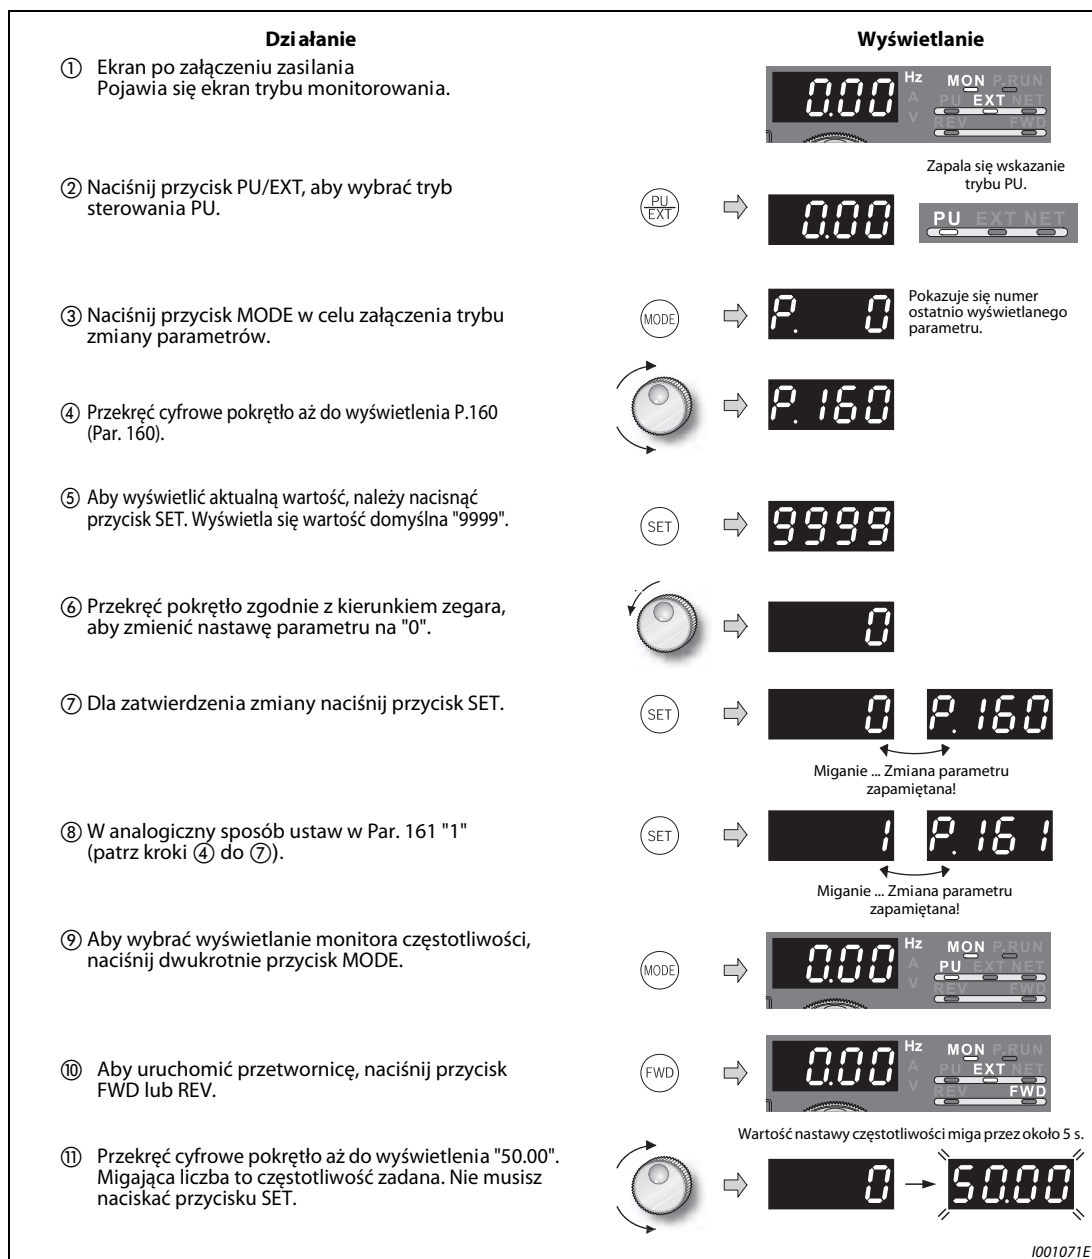 Działanie
Wyświetlanie
① Ekran po załączeniu zasilania
Pojawia się ekran trybu monitorowania.
0.00 Hz MON P.RUN
A PU EXT NET
V REV FWD
② Naciśnij przycisk PU/EXT, aby wybrać tryb
sterowania PU.
PU
EXT
0.00
Zapala się wskazanie
trybu PU.
PU EXT NET
③ Naciśnij przycisk MODE w celu załączenia trybu
zmiany parametrów.
MODE
P. 0
Pokazuje się numer
ostatnio wyświetlanego
parametru.
④ Przekręć cyfrowe pokrętło aż do wyświetlenia P.160
(Par. 160).
P. 160
⑤ Aby wyświetlić aktualną wartość, należy nacisnąć
przycisk SET. Wyświetla się wartość domyślna "9999".
SET
9999
⑥ Przekręć pokrętło zgodnie z kierunkiem zegara,
aby zmienić nastawę parametru na "0".
0
⑦ Dla zatwierdzenia zmiany naciśnij przycisk SET.
SET
0 P. 160
Miganie ... Zmiana parametru
zapamiętana!
⑧ W analogiczny sposób ustaw w Par. 161 "1"
(patrz kroki ④ do ⑦).
SET
1 P. 161
Miganie ... Zmiana parametru
zapamiętana!
⑨ Aby wybrać wyświetlanie monitora częstotliwości,
naciśnij dwukrotnie przycisk MODE.
MODE
0.00 Hz MON P.RUN
A PU EXT NET
V REV FWD
⑩ Aby uruchomić przetwornicę, naciśnij przycisk
FWD lub REV.
FWD
0.00 Hz MON P.RUN
A PU EXT NET
V REV FWD
⑪ Przekręć cyfrowe pokrętło aż do wyświetlenia "50.00".
Migająca liczba to częstotliwość zadana. Nie musisz
naciskać przycisku SET.
Wartość nastawy częstotliwości miga przez około 5 s.
0 → 50.00
I001071E